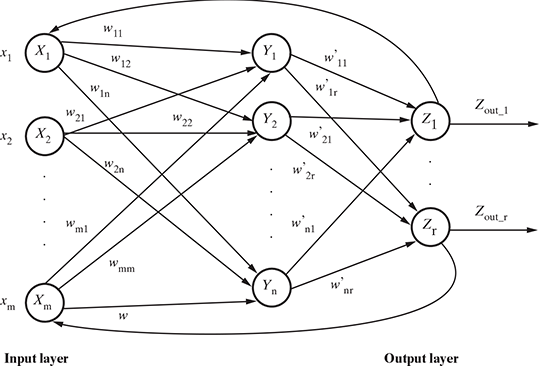 w11
x1 X1 Y1 w'11
w12
w'1r
w1n Zout_1
w21 w22 Z1
x2 X2 Y2 w'21
w2n w'2r
Zout_r
wm1 w'n1 Zr
wmm
xm Xm Yn w'nr
w
Input layer Output layer